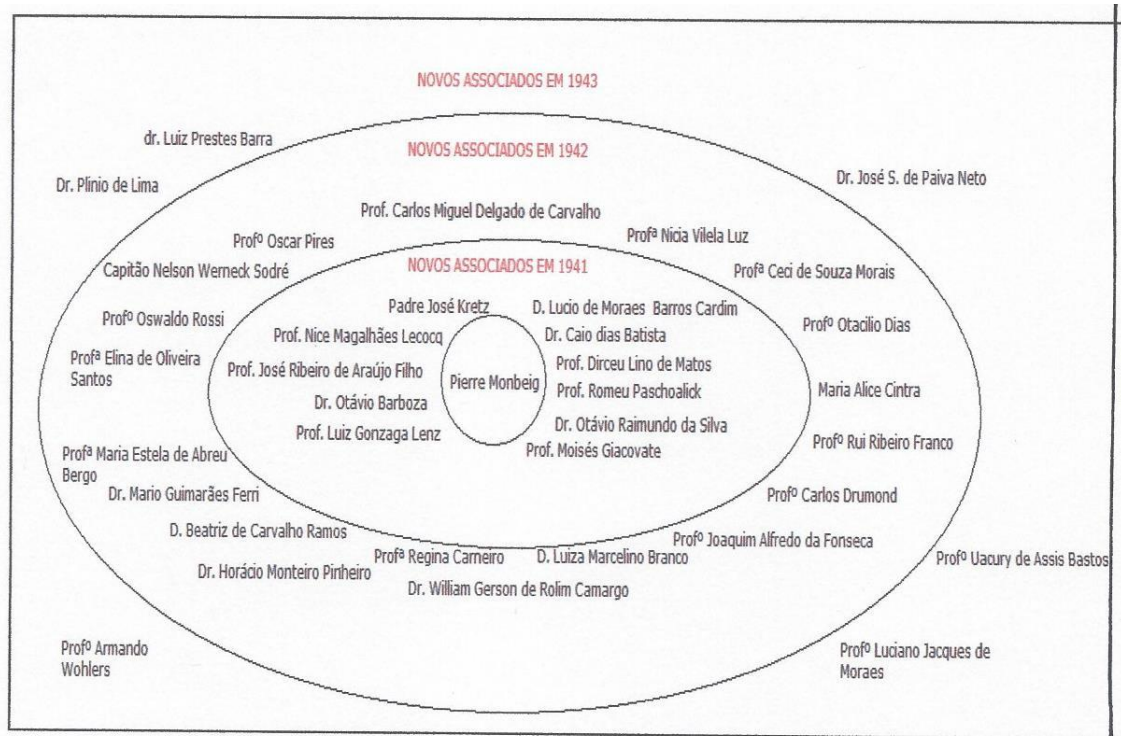 NOVOS ASSOCIADOS EM 1943
dr. Luiz Prestes Barra
NOVOS ASSOCIADOS EM 1942
Dr. Plinio de Lima
Dr. José S. de Paiva Neto
Prof. Carlos Miguel Delgado de Carvalho
Profº Oscar Pires
Profª Nicia Vilela Luz
Capitão Nelson Werneck Sodré
NOVOS ASSOCIADOS EM 1941
Profª Ceci de Souza Morais
Padre José Kretz
D. Lucio de Moraes Barros Cardim
Profº Oswaldo Rossi
Profº Otacilio Dias
Prof. Nice Magalhães Lecocq
Dr. Caio dias Batista
Profª Elina de Oliveira
Santos
Prof. José Ribeiro de Araújo Filho
Prof. Dirceu Lino de Matos
Pierre Monbeig
Prof. Romeu Paschoalick
Maria Alice Cintra
Dr. Otávio Barboza
Dr. Otávio Raimundo da Silva
Prof. Luiz Gonzaga Lenz
Prof. Moisés Giacovate
Profº Rui Ribeiro Franco
Profª Maria Estela de Abreu
Bergo
Dr. Mario Guimarães Ferri
Profº Carlos Drumond
D. Beatriz de Carvalho Ramos
Profº Joaquim Alfredo da Fonseca
Profª Regina Carneiro
D. Luiza Marcelino Branco
Profº Uacury de Assis Bastos
Dr. Horácio Monteiro Pinheiro
Dr. William Gerson de Rolim Camargo
Profº Armando
Wohlers
Profº Luciano Jacques de
Moraes